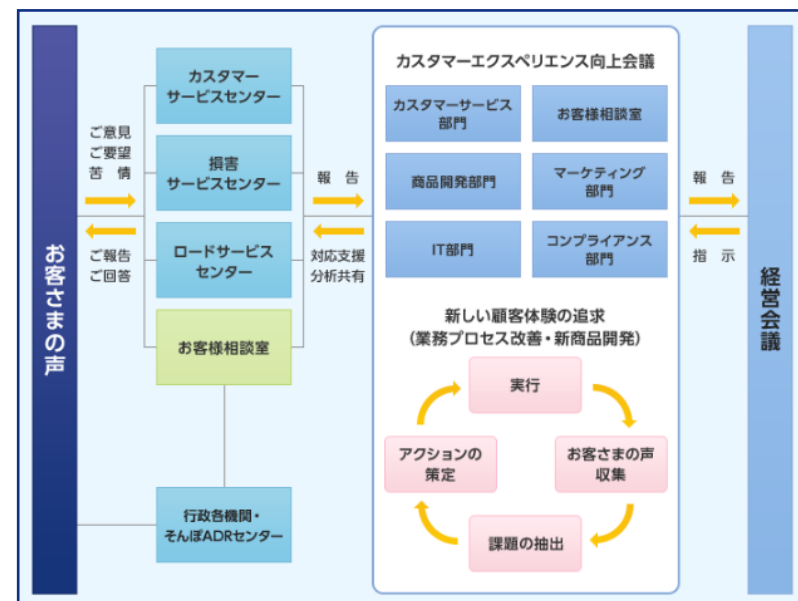 お客さまの声
ご意見
ご要望
苦 情
ご報告
ご回答
カスタマー
サービスセンター
損害
サービスセンター
ロードサービス
センター
お客様相談室
行政各機関・
そんぽADRセンター
報 告
対応支援
分析共有
カスタマーエクスペリエンス向上会議
カスタマーサービス
部門
お客様相談室
商品開発部門
マーケティング
部門
IT部門
コンプライアンス
部門
新しい顧客体験の追求
(業務プロセス改善・新商品開発)
実行
お客さまの声
収集
課題の抽出
アクションの
策定
報 告
指 示
経営会議